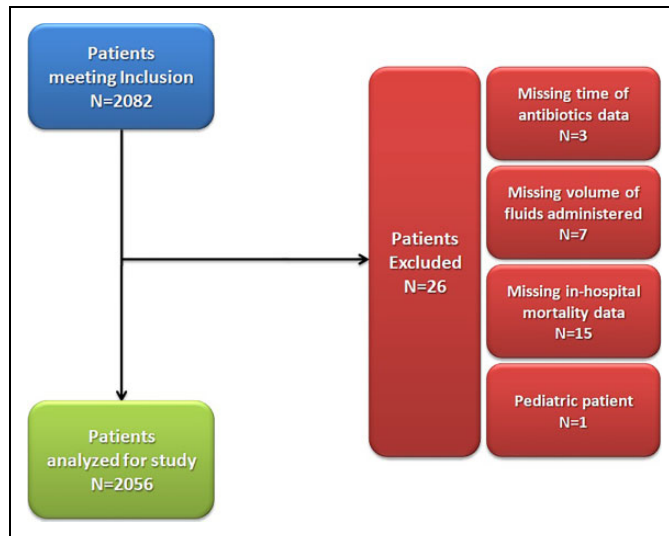 Patients
meeting Inclusion
N=2082
Patients
Excluded
N=26
Missing time of
antibiotics data
N=3
Missing volume of
fluids administered
N=7
Missing in-hospital
mortality data
N=15
Pediatric patient
N=1
Patients
analyzed for study
N=2056